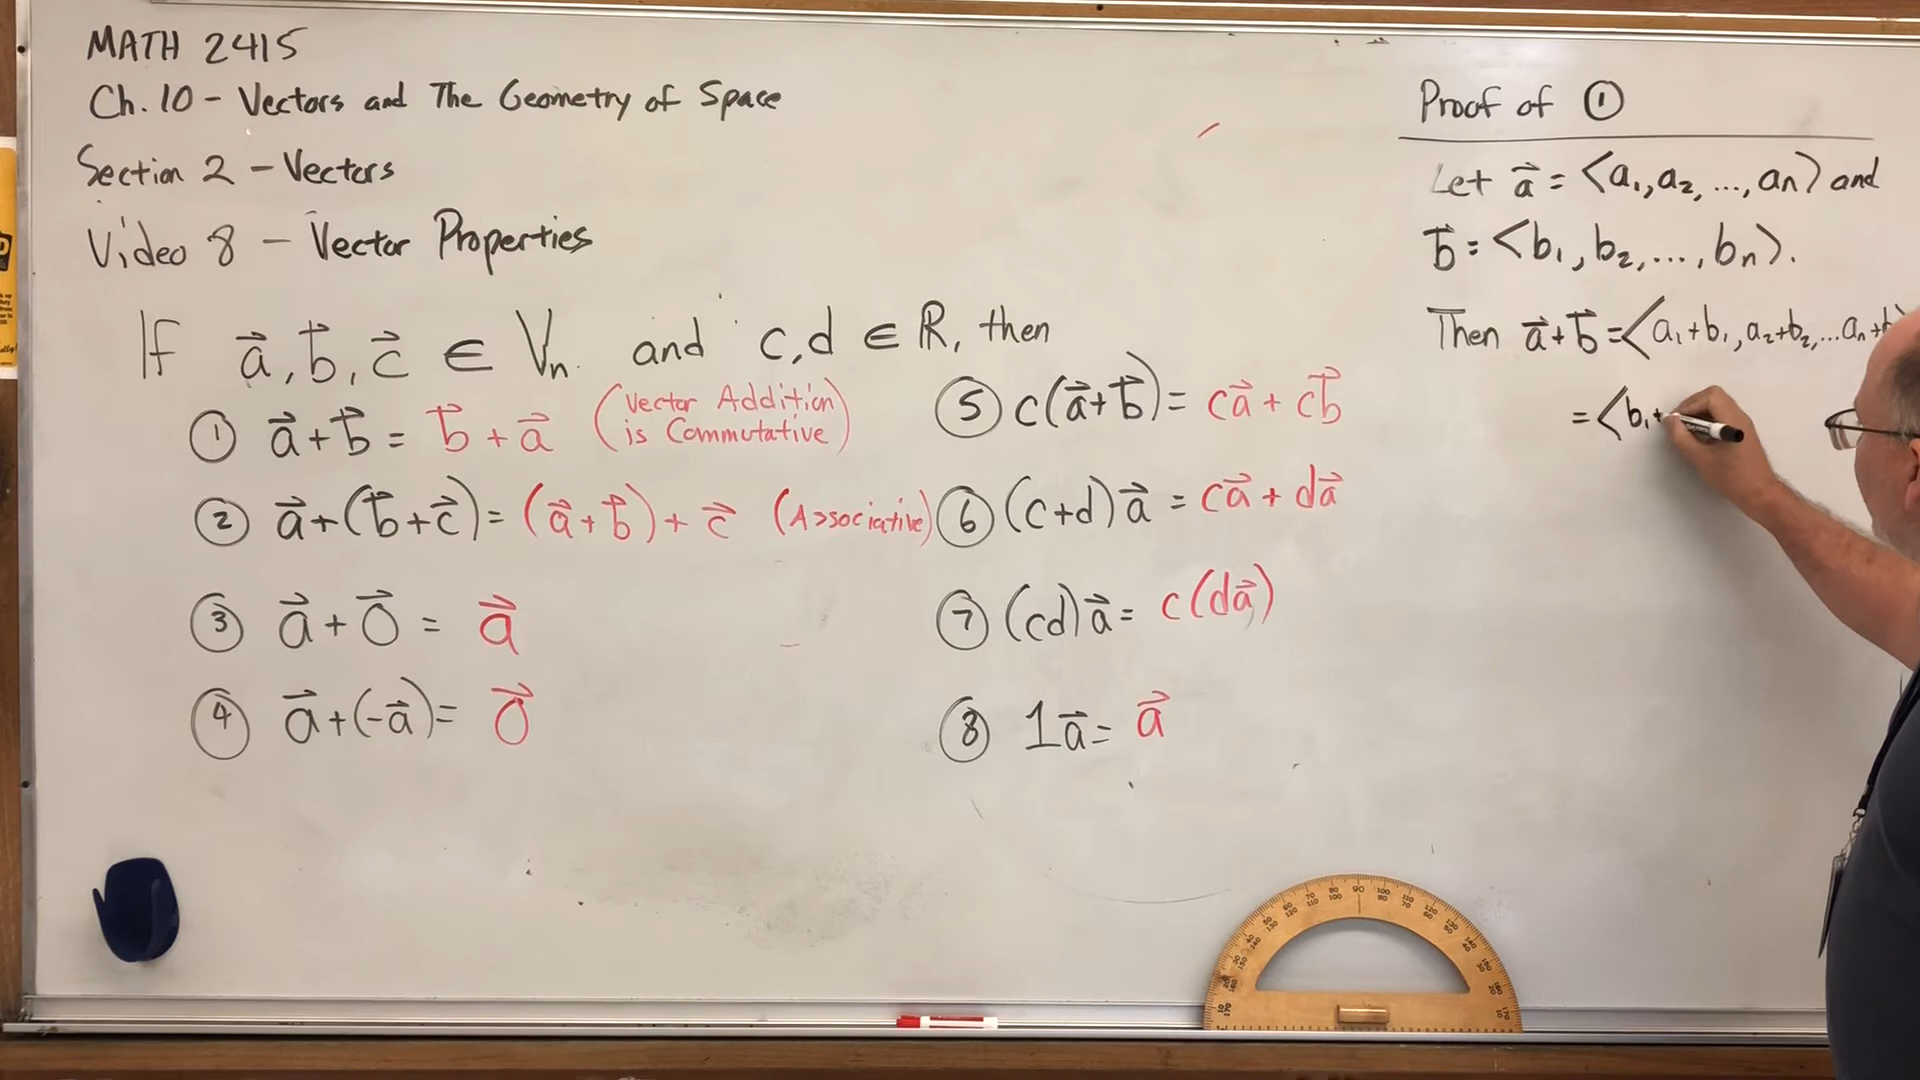 MATH 2415
Ch. 10 - Vectors and The Geometry of Space
Section 2 - Vectors
Video 8 - Vector Properties
If a⃗, b⃗, c⃗ ∈ Vn and c, d ∈ ℝ, then
① a⃗ + b⃗ = b⃗ + a⃗ (Vector Addition is Commutative)
② a⃗ + (b⃗ + c⃗) = (a⃗ + b⃗) + c⃗ (Associative)
③ a⃗ + 0⃗ = a⃗
④ a⃗ + (-a⃗) = 0⃗
⑤ c(a⃗ + b⃗) = ca⃗ + cb⃗
⑥ (c+d)a⃗ = ca⃗ + da⃗
⑦ (cd)a⃗ = c(da⃗)
⑧ 1a⃗ = a⃗
Proof of ①
Let a⃗ = <a₁, a₂, ..., an> and
b⃗ = <b₁, b₂, ..., bn>.
Then a⃗ + b⃗ = <a₁+b₁, a₂+b₂, ... an+b
= <b₁+